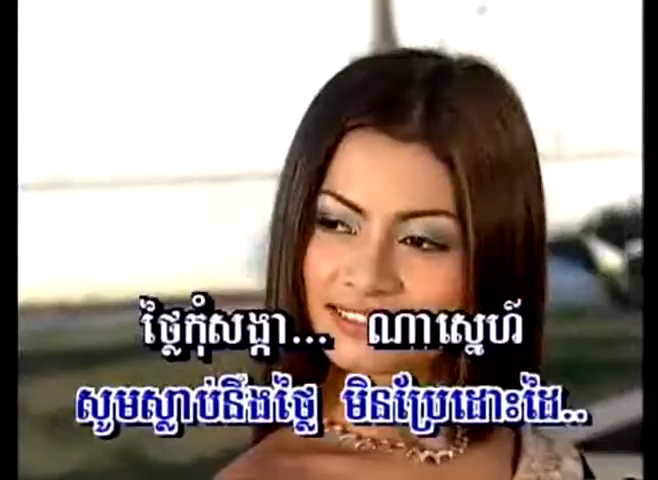 ថ្លៃកុំសង្កា... ណាស្នេហ៍
សូមស្លាប់នឹងថ្លៃ មិនប្រែដោះដៃ..